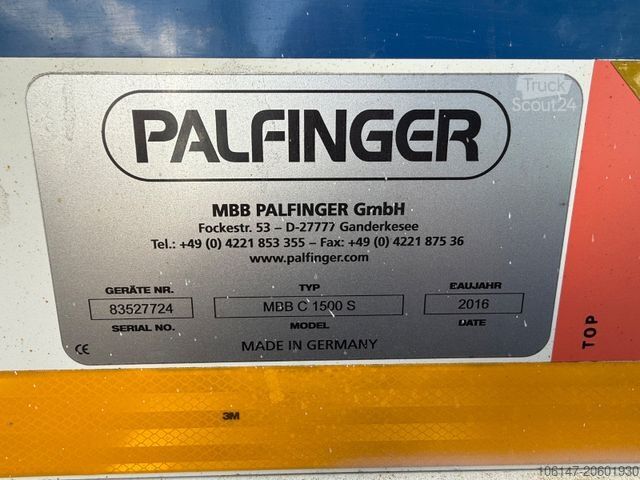 Truck
Scout24
PALFINGER
MBB PALFINGER GmbH
Fockestr. 53 – D-27777 Ganderkesee
Tel.: +49 (0) 4221 853 355 – Fax: +49 (0) 4221 875 36
www.palfinger.com
GERÄTE NR. TYP EAUJAHR
83527724 MBB C 1500 S 2016
SERIAL NO. MODEL DATE
CE MADE IN GERMANY
TOP
3M
106147-20601930